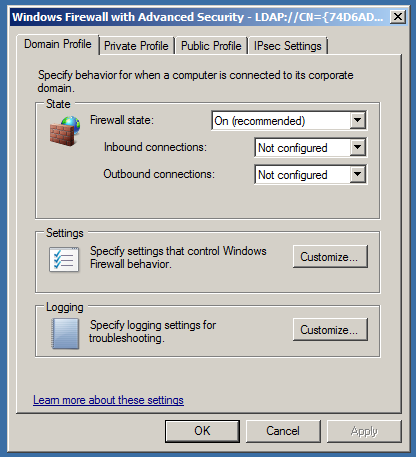 Windows Firewall with Advanced Security - LDAP://CN={74D6AD...
Domain Profile Private Profile Public Profile IPsec Settings
Specify behavior for when a computer is connected to its corporate
domain.
State
Firewall state: On (recommended)
Inbound connections: Not configured
Outbound connections: Not configured
Settings
Specify settings that control Windows
Firewall behavior.
Customize...
Logging
Specify logging settings for
troubleshooting.
Customize...
Learn more about these settings
OK Cancel Apply